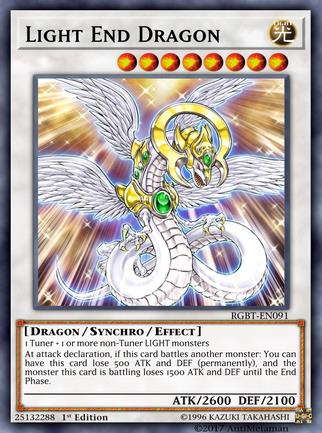 LIGHT END DRAGON
LIGHT
光
RGBT-EN091
[DRAGON / SYNCHRO / EFFECT]
1 Tuner + 1 or more non-Tuner LIGHT monsters
At attack declaration, if this card battles another monster: You can
have this card lose 500 ATK and DEF (permanently), and the
monster this card is battling loses 1500 ATK and DEF until the End
Phase.
ATK/2600 DEF/2100
25132288 1st Edition ©1996 KAZUKI TAKAHASHI
©2017 AntiMetaman